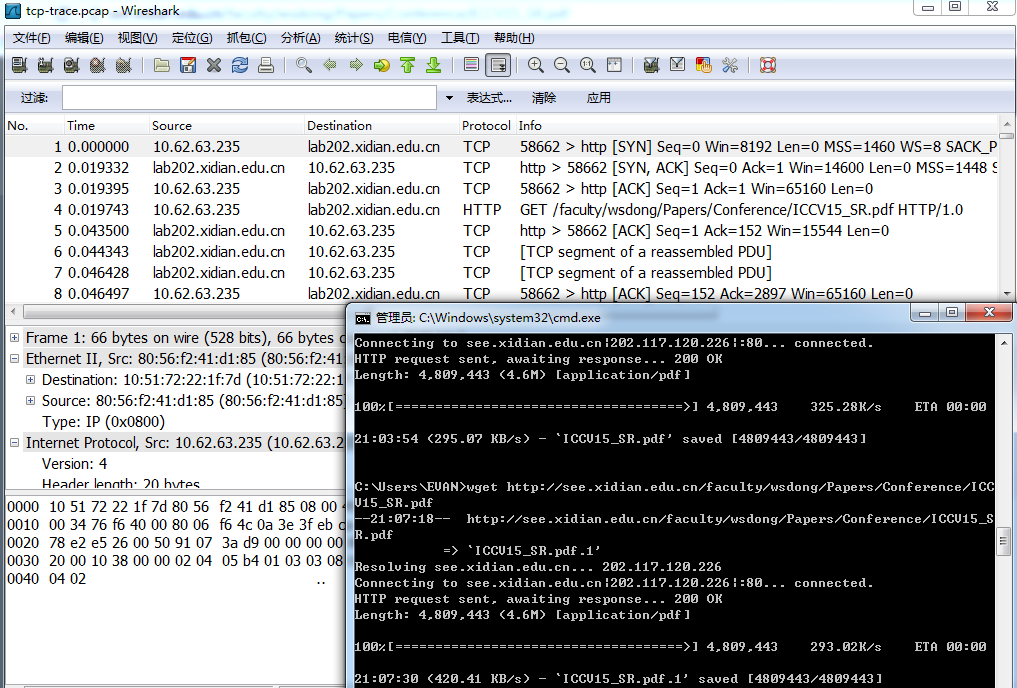 tcp-trace.pcap - Wireshark
文件(F) 编辑(E) 视图(V) 定位(G) 抓包(C) 分析(A) 统计(S) 电信(Y) 工具(T) 帮助(H)
过滤: 表达式... 清除 应用
No. Time Source Destination Protocol Info
1 0.000000 10.62.63.235 lab202.xidian.edu.cn TCP 58662 > http [SYN] Seq=0 Win=8192 Len=0 MSS=1460 WS=8 SACK_P
2 0.019332 lab202.xidian.edu.cn 10.62.63.235 TCP http > 58662 [SYN, ACK] Seq=0 Ack=1 Win=14600 Len=0 MSS=1448 S
3 0.019395 10.62.63.235 lab202.xidian.edu.cn TCP 58662 > http [ACK] Seq=1 Ack=1 Win=65160 Len=0
4 0.019743 10.62.63.235 lab202.xidian.edu.cn HTTP GET /faculty/wsdong/Papers/Conference/ICCV15_SR.pdf HTTP/1.0
5 0.043500 lab202.xidian.edu.cn 10.62.63.235 TCP http > 58662 [ACK] Seq=1 Ack=152 Win=15544 Len=0
6 0.044343 lab202.xidian.edu.cn 10.62.63.235 TCP [TCP segment of a reassembled PDU]
7 0.046428 lab202.xidian.edu.cn 10.62.63.235 TCP [TCP segment of a reassembled PDU]
8 0.046497 10.62.63.235 lab202.xidian.edu.cn TCP 58662 > http [ACK] Seq=152 Ack=2897 Win=65160 Len=0
Frame 1: 66 bytes on wire (528 bits), 66 bytes c
Ethernet II, Src: 80:56:f2:41:d1:85 (80:56:f2:41
Destination: 10:51:72:22:1f:7d (10:51:72:22:1
Source: 80:56:f2:41:d1:85 (80:56:f2:41:d1:85
Type: IP (0x0800)
Internet Protocol, Src: 10.62.63.235 (10.62.63.2
Version: 4
Header length: 20 bytes
0000 10 51 72 22 1f 7d 80 56 f2 41 d1 85 08 00 4
0010 00 34 76 f6 40 00 80 06 f6 4c 0a 3e 3f eb c
0020 78 e2 e5 26 00 50 91 07 3a d9 00 00 00 00
0030 20 00 10 38 00 00 02 04 05 b4 01 03 03 08
0040 04 02 ..
管理员: C:\Windows\system32\cmd.exe
Connecting to see.xidian.edu.cn|202.117.120.226|:80... connected.
HTTP request sent, awaiting response... 200 OK
Length: 4,809,443 (4.6M) [application/pdf]
100%[====================================>] 4,809,443 325.28K/s ETA 00:00
21:03:54 (295.07 KB/s) - `ICCV15_SR.pdf' saved [4809443/4809443]
C:\Users\EVAN>wget http://see.xidian.edu.cn/faculty/wsdong/Papers/Conference/ICC
V15_SR.pdf
--21:07:18-- http://see.xidian.edu.cn/faculty/wsdong/Papers/Conference/ICCV15_S
R.pdf
=> `ICCV15_SR.pdf.1'
Resolving see.xidian.edu.cn... 202.117.120.226
Connecting to see.xidian.edu.cn|202.117.120.226|:80... connected.
HTTP request sent, awaiting response... 200 OK
Length: 4,809,443 (4.6M) [application/pdf]
100%[====================================>] 4,809,443 293.02K/s ETA 00:00
21:07:30 (420.41 KB/s) - `ICCV15_SR.pdf.1' saved [4809443/4809443]